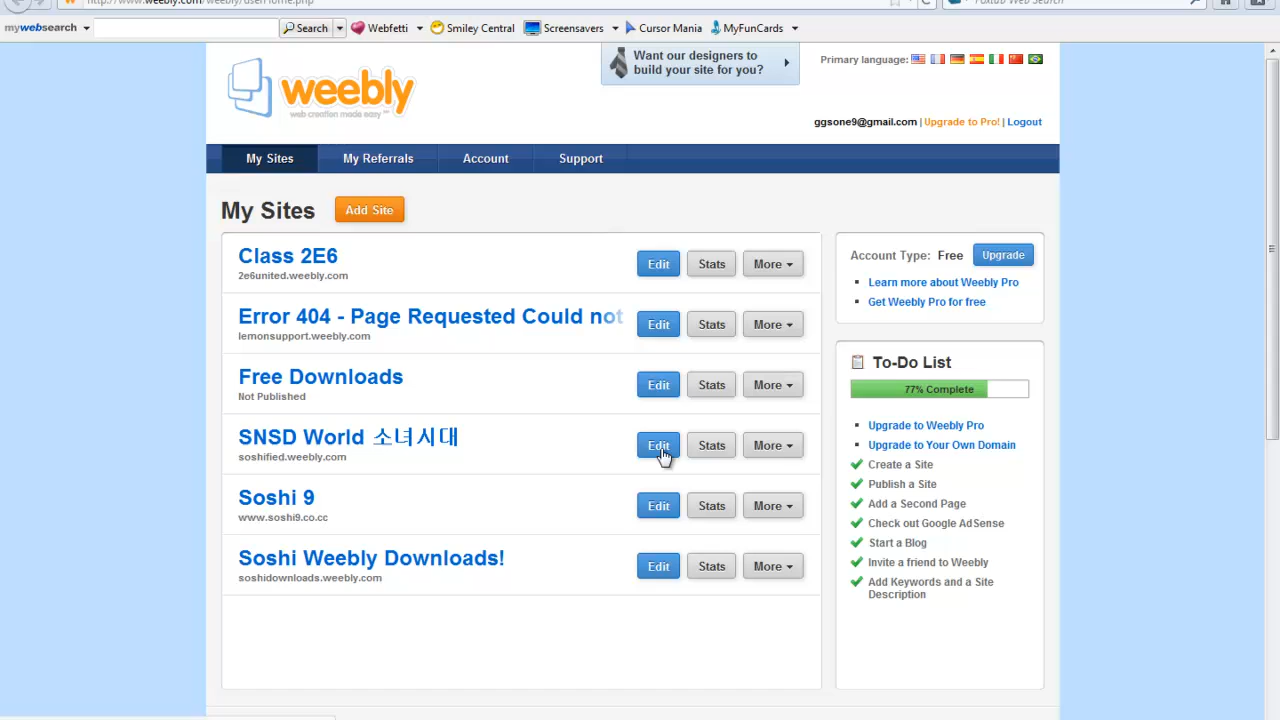 http://www.weebly.com/weebly/userHome.php
mywebsearch Search Webfetti Smiley Central Screensavers Cursor Mania MyFunCards
weebly
web creation made easy
Want our designers to
build your site for you?
Primary language:
ggsone9@gmail.com | Upgrade to Pro! | Logout
My Sites My Referrals Account Support
My Sites Add Site
Class 2E6
2e6united.weebly.com
Edit Stats More
Error 404 - Page Requested Could not
lemonsupport.weebly.com
Edit Stats More
Free Downloads
Not Published
Edit Stats More
SNSD World 소녀시대
soshified.weebly.com
Edit Stats More
Soshi 9
www.soshi9.co.cc
Edit Stats More
Soshi Weebly Downloads!
soshidownloads.weebly.com
Edit Stats More
Account Type: Free Upgrade
Learn more about Weebly Pro
Get Weebly Pro for free
To-Do List
77% Complete
Upgrade to Weebly Pro
Upgrade to Your Own Domain
Create a Site
Publish a Site
Add a Second Page
Check out Google AdSense
Start a Blog
Invite a friend to Weebly
Add Keywords and a Site
Description